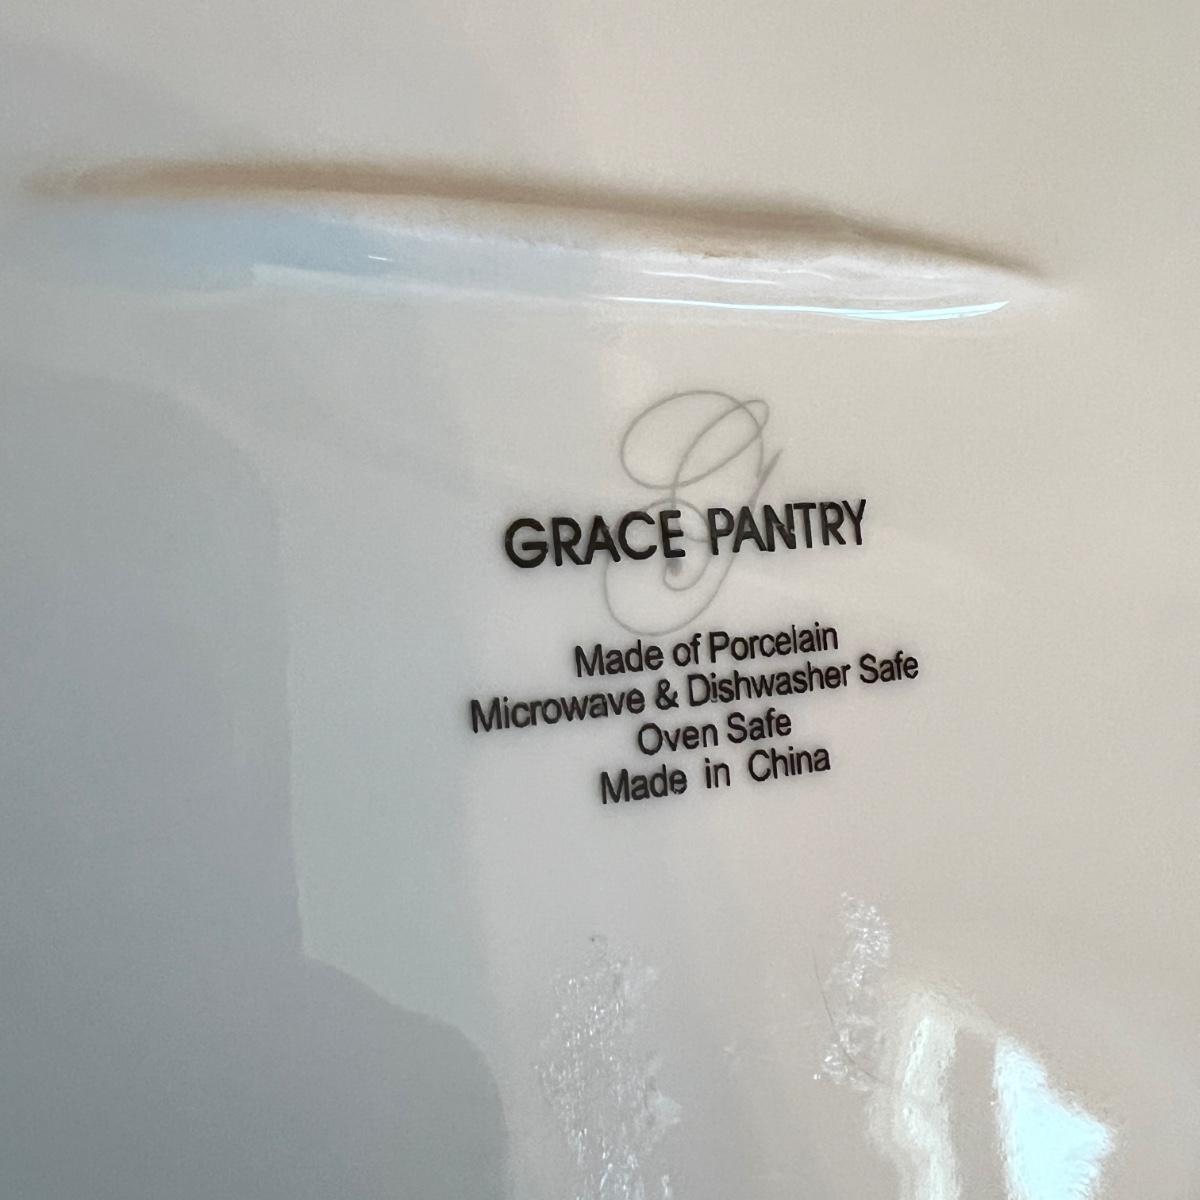 G
GRACE PANTRY
Made of Porcelain
Microwave & Dishwasher Safe
Oven Safe
Made in China